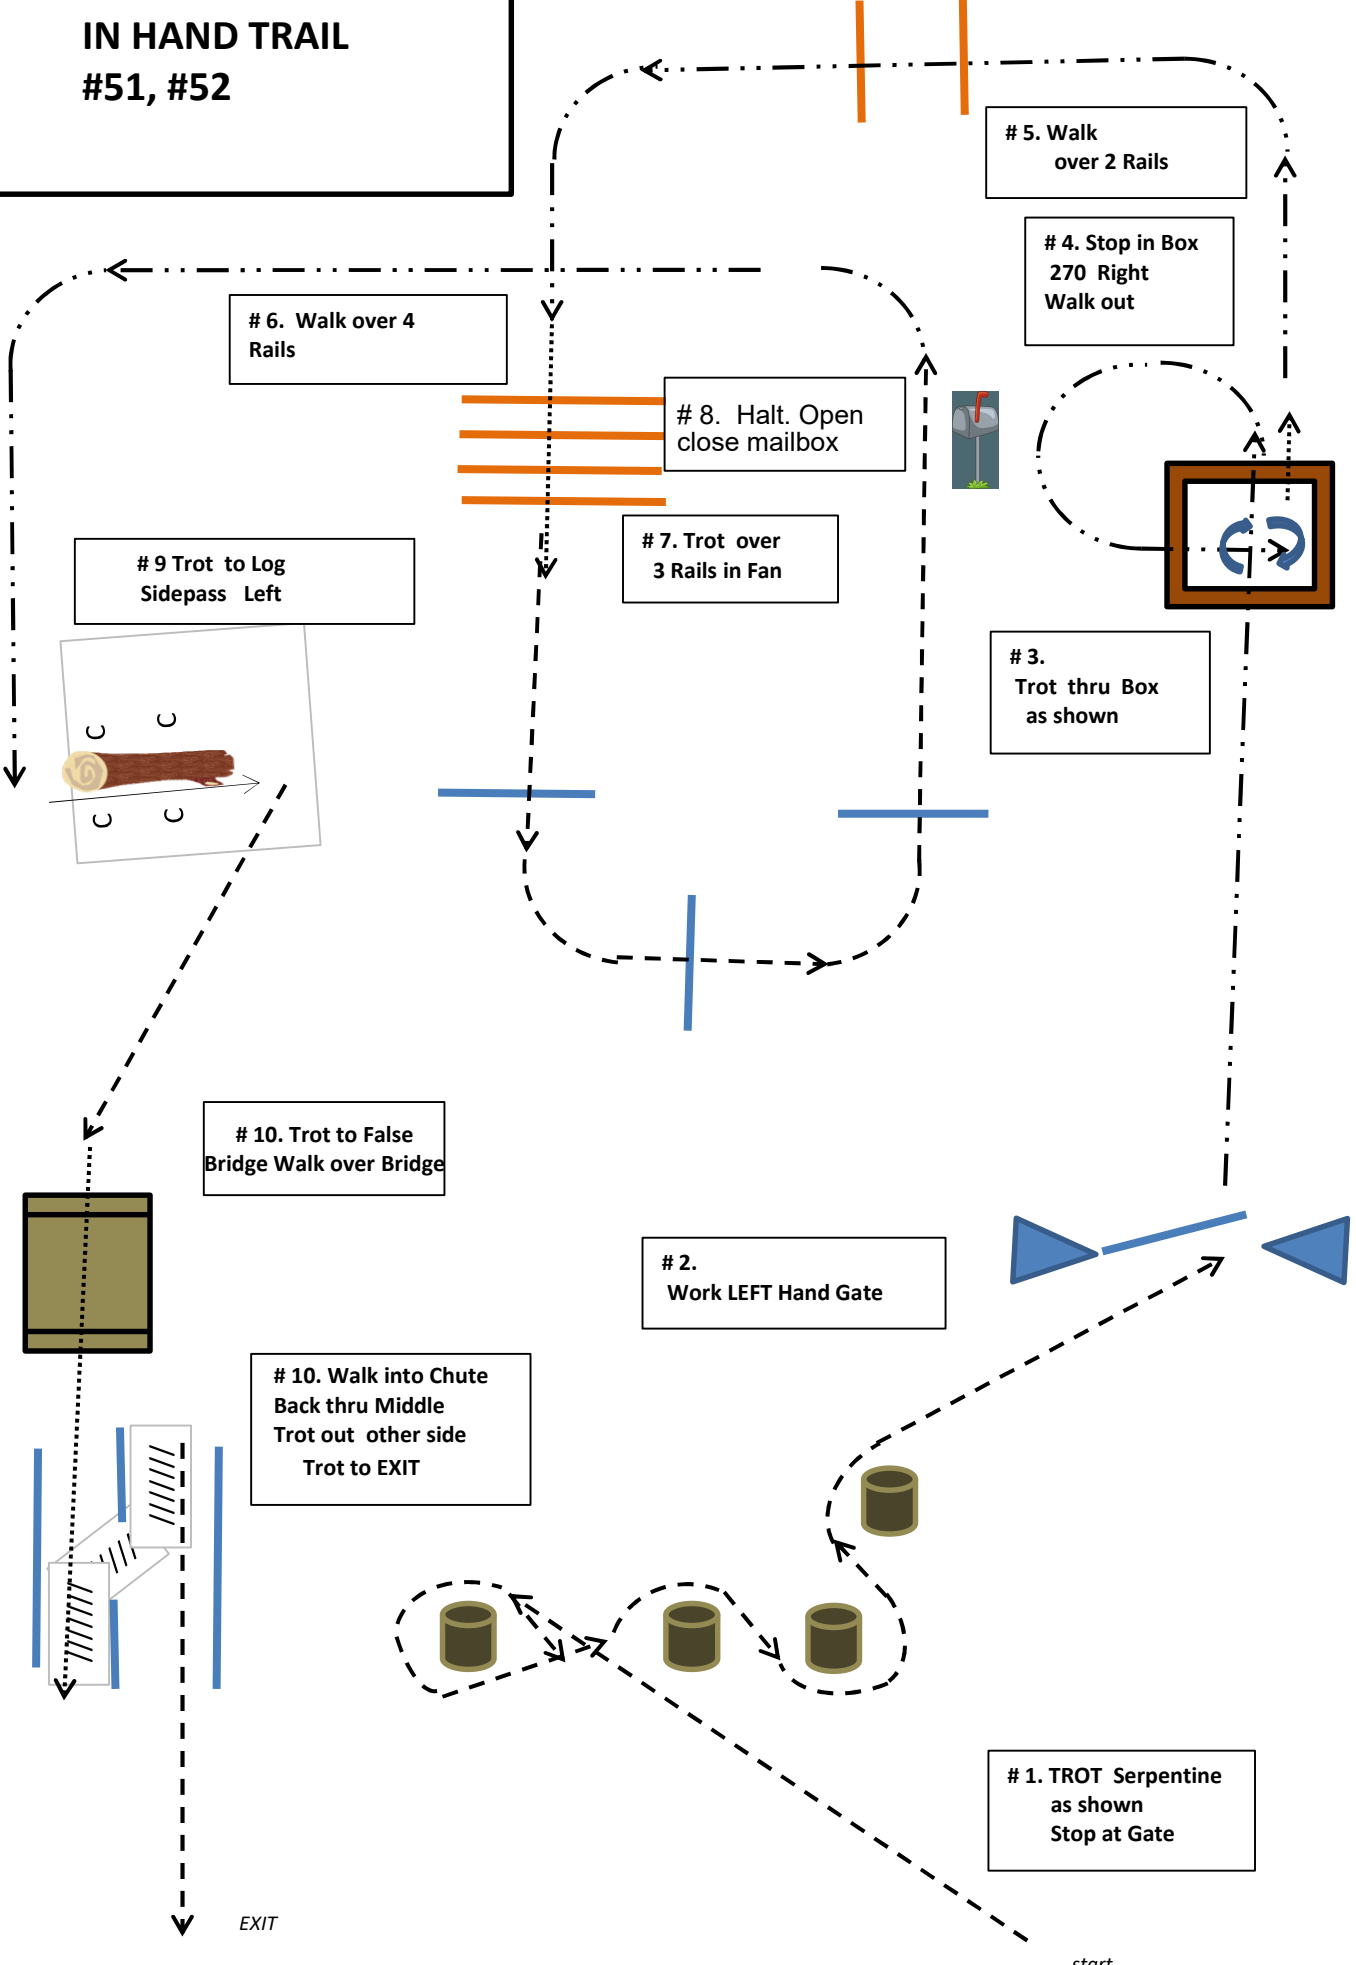 IN HAND TRAIL
#51, #52
# 5. Walk
over 2 Rails
# 4. Stop in Box
270 Right
Walk out
# 6. Walk over 4
Rails
# 8. Halt. Open
close mailbox
# 7. Trot over
3 Rails in Fan
# 9 Trot to Log
Sidepass Left
# 3.
Trot thru Box
as shown
C C
C C
# 10. Trot to False
Bridge Walk over Bridge
# 2.
Work LEFT Hand Gate
# 10. Walk into Chute
Back thru Middle
Trot out other side
Trot to EXIT
# 1. TROT Serpentine
as shown
Stop at Gate
EXIT
start